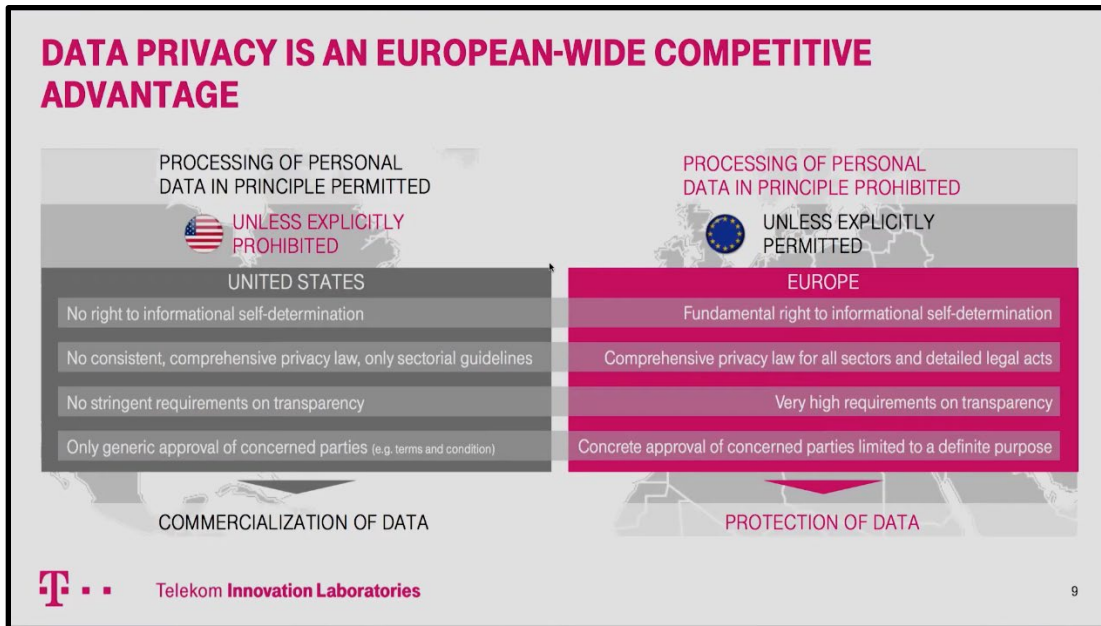 DATA PRIVACY IS AN EUROPEAN-WIDE COMPETITIVE
ADVANTAGE
PROCESSING OF PERSONAL
DATA IN PRINCIPLE PERMITTED
UNLESS EXPLICITLY
PROHIBITED
UNITED STATES
No right to informational self-determination
No consistent, comprehensive privacy law, only sectorial guidelines
No stringent requirements on transparency
Only generic approval of concerned parties (e.g. terms and condition)
COMMERCIALIZATION OF DATA
PROCESSING OF PERSONAL
DATA IN PRINCIPLE PROHIBITED
UNLESS EXPLICITLY
PERMITTED
EUROPE
Fundamental right to informational self-determination
Comprehensive privacy law for all sectors and detailed legal acts
Very high requirements on transparency
Concrete approval of concerned parties limited to a definite purpose
PROTECTION OF DATA
T Telekom Innovation Laboratories
9